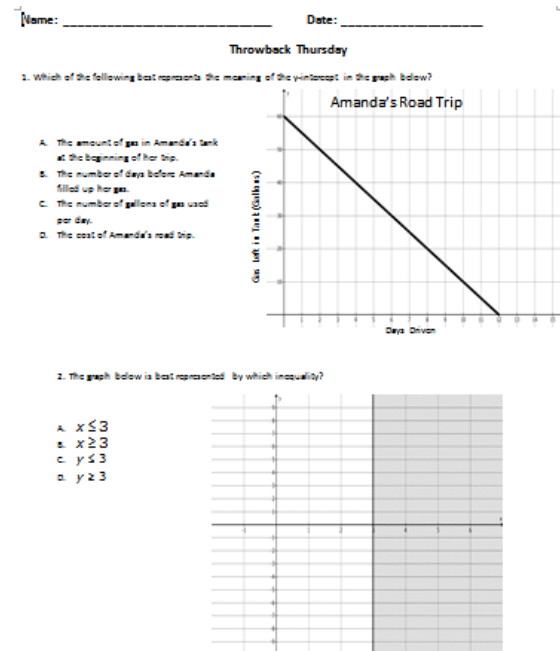 Name: ________________________________ Date: ______________________
Throwback Thursday
1. Which of the following best represents the meaning of the y-intercept in the graph below?
Amanda's Road Trip
A. The amount of gas in Amanda's tank
at the beginning of her trip.
B. The number of days before Amanda
filled up her gas.
C. The number of gallons of gas used
per day.
D. The cost of Amanda's road trip.
Gas Left in Tank (Gallons)
Days Driven
2. The graph below is best represented by which inequality?
A. x ≤ 3
B. x ≥ 3
C. y ≤ 3
D. y ≥ 3